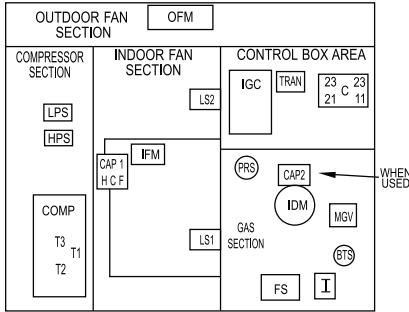 OUTDOOR FAN
SECTION
OFM
COMPRESSOR
SECTION
LPS
HPS
COMP
T3
T1
T2
INDOOR FAN
SECTION
LS2
IFM
CAP 1
H C F
LS1
CONTROL BOX AREA
IGC
TRAN
23 C 23
21 11
PRS
CAP2
WHEN
USED
IDM
MGV
GAS
SECTION
BTS
FS
I